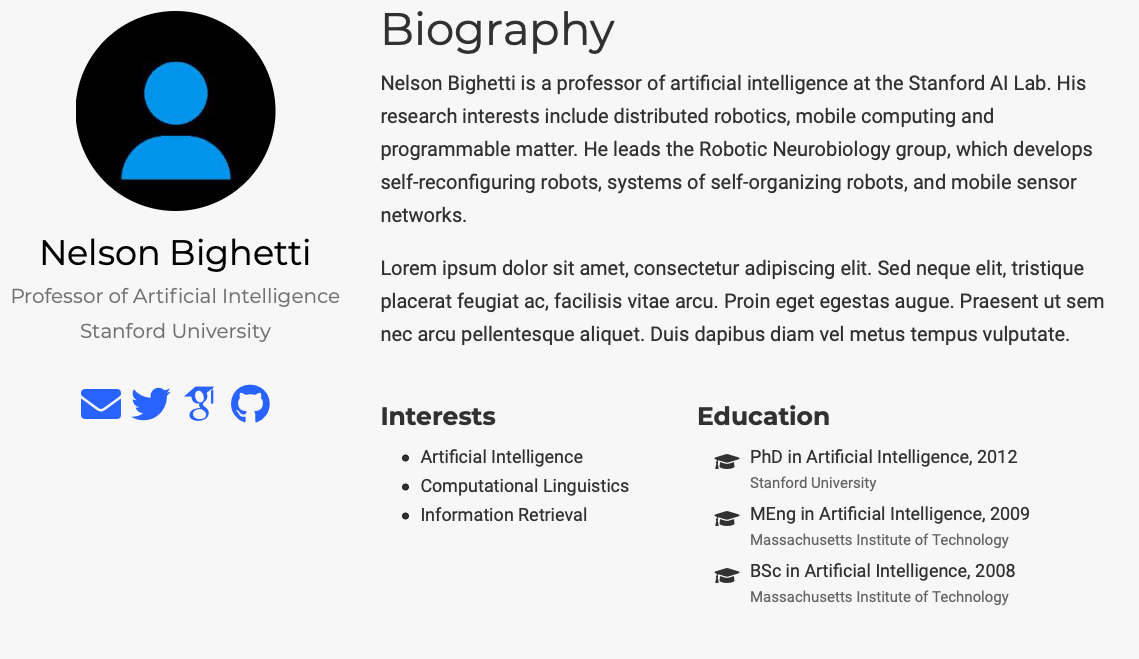 Nelson Bighetti
Professor of Artificial Intelligence
Stanford University
Biography
Nelson Bighetti is a professor of artificial intelligence at the Stanford AI Lab. His
research interests include distributed robotics, mobile computing and
programmable matter. He leads the Robotic Neurobiology group, which develops
self-reconfiguring robots, systems of self-organizing robots, and mobile sensor
networks.
Lorem ipsum dolor sit amet, consectetur adipiscing elit. Sed neque elit, tristique
placerat feugiat ac, facilisis vitae arcu. Proin eget egestas augue. Praesent ut sem
nec arcu pellentesque aliquet. Duis dapibus diam vel metus tempus vulputate.
Interests
Artificial Intelligence
Computational Linguistics
Information Retrieval
Education
PhD in Artificial Intelligence, 2012
Stanford University
MEng in Artificial Intelligence, 2009
Massachusetts Institute of Technology
BSc in Artificial Intelligence, 2008
Massachusetts Institute of Technology